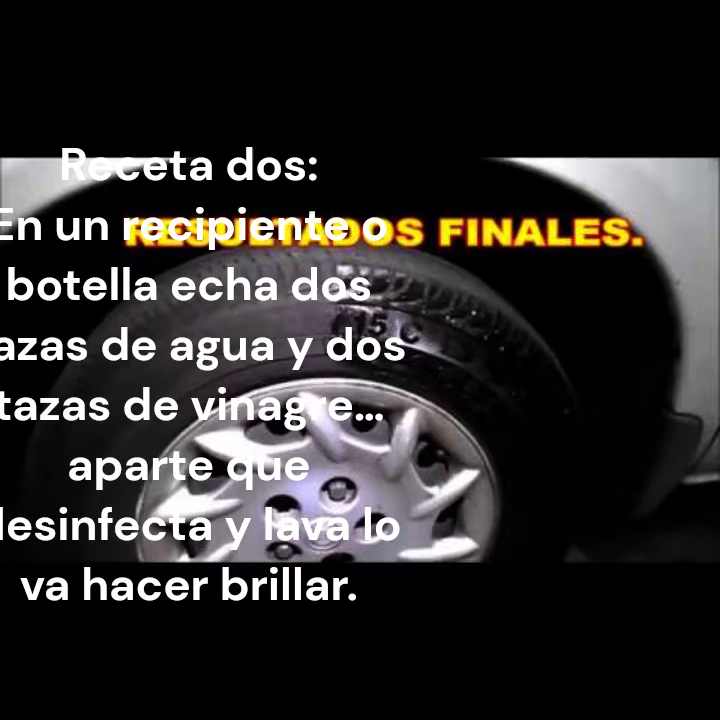 Receta dos:
En un recipiente o
RESULTADOS FINALES.
botella echa dos
azas de agua y dos
tazas de vinagre...
aparte que
desinfecta y lava lo
va hacer brillar.